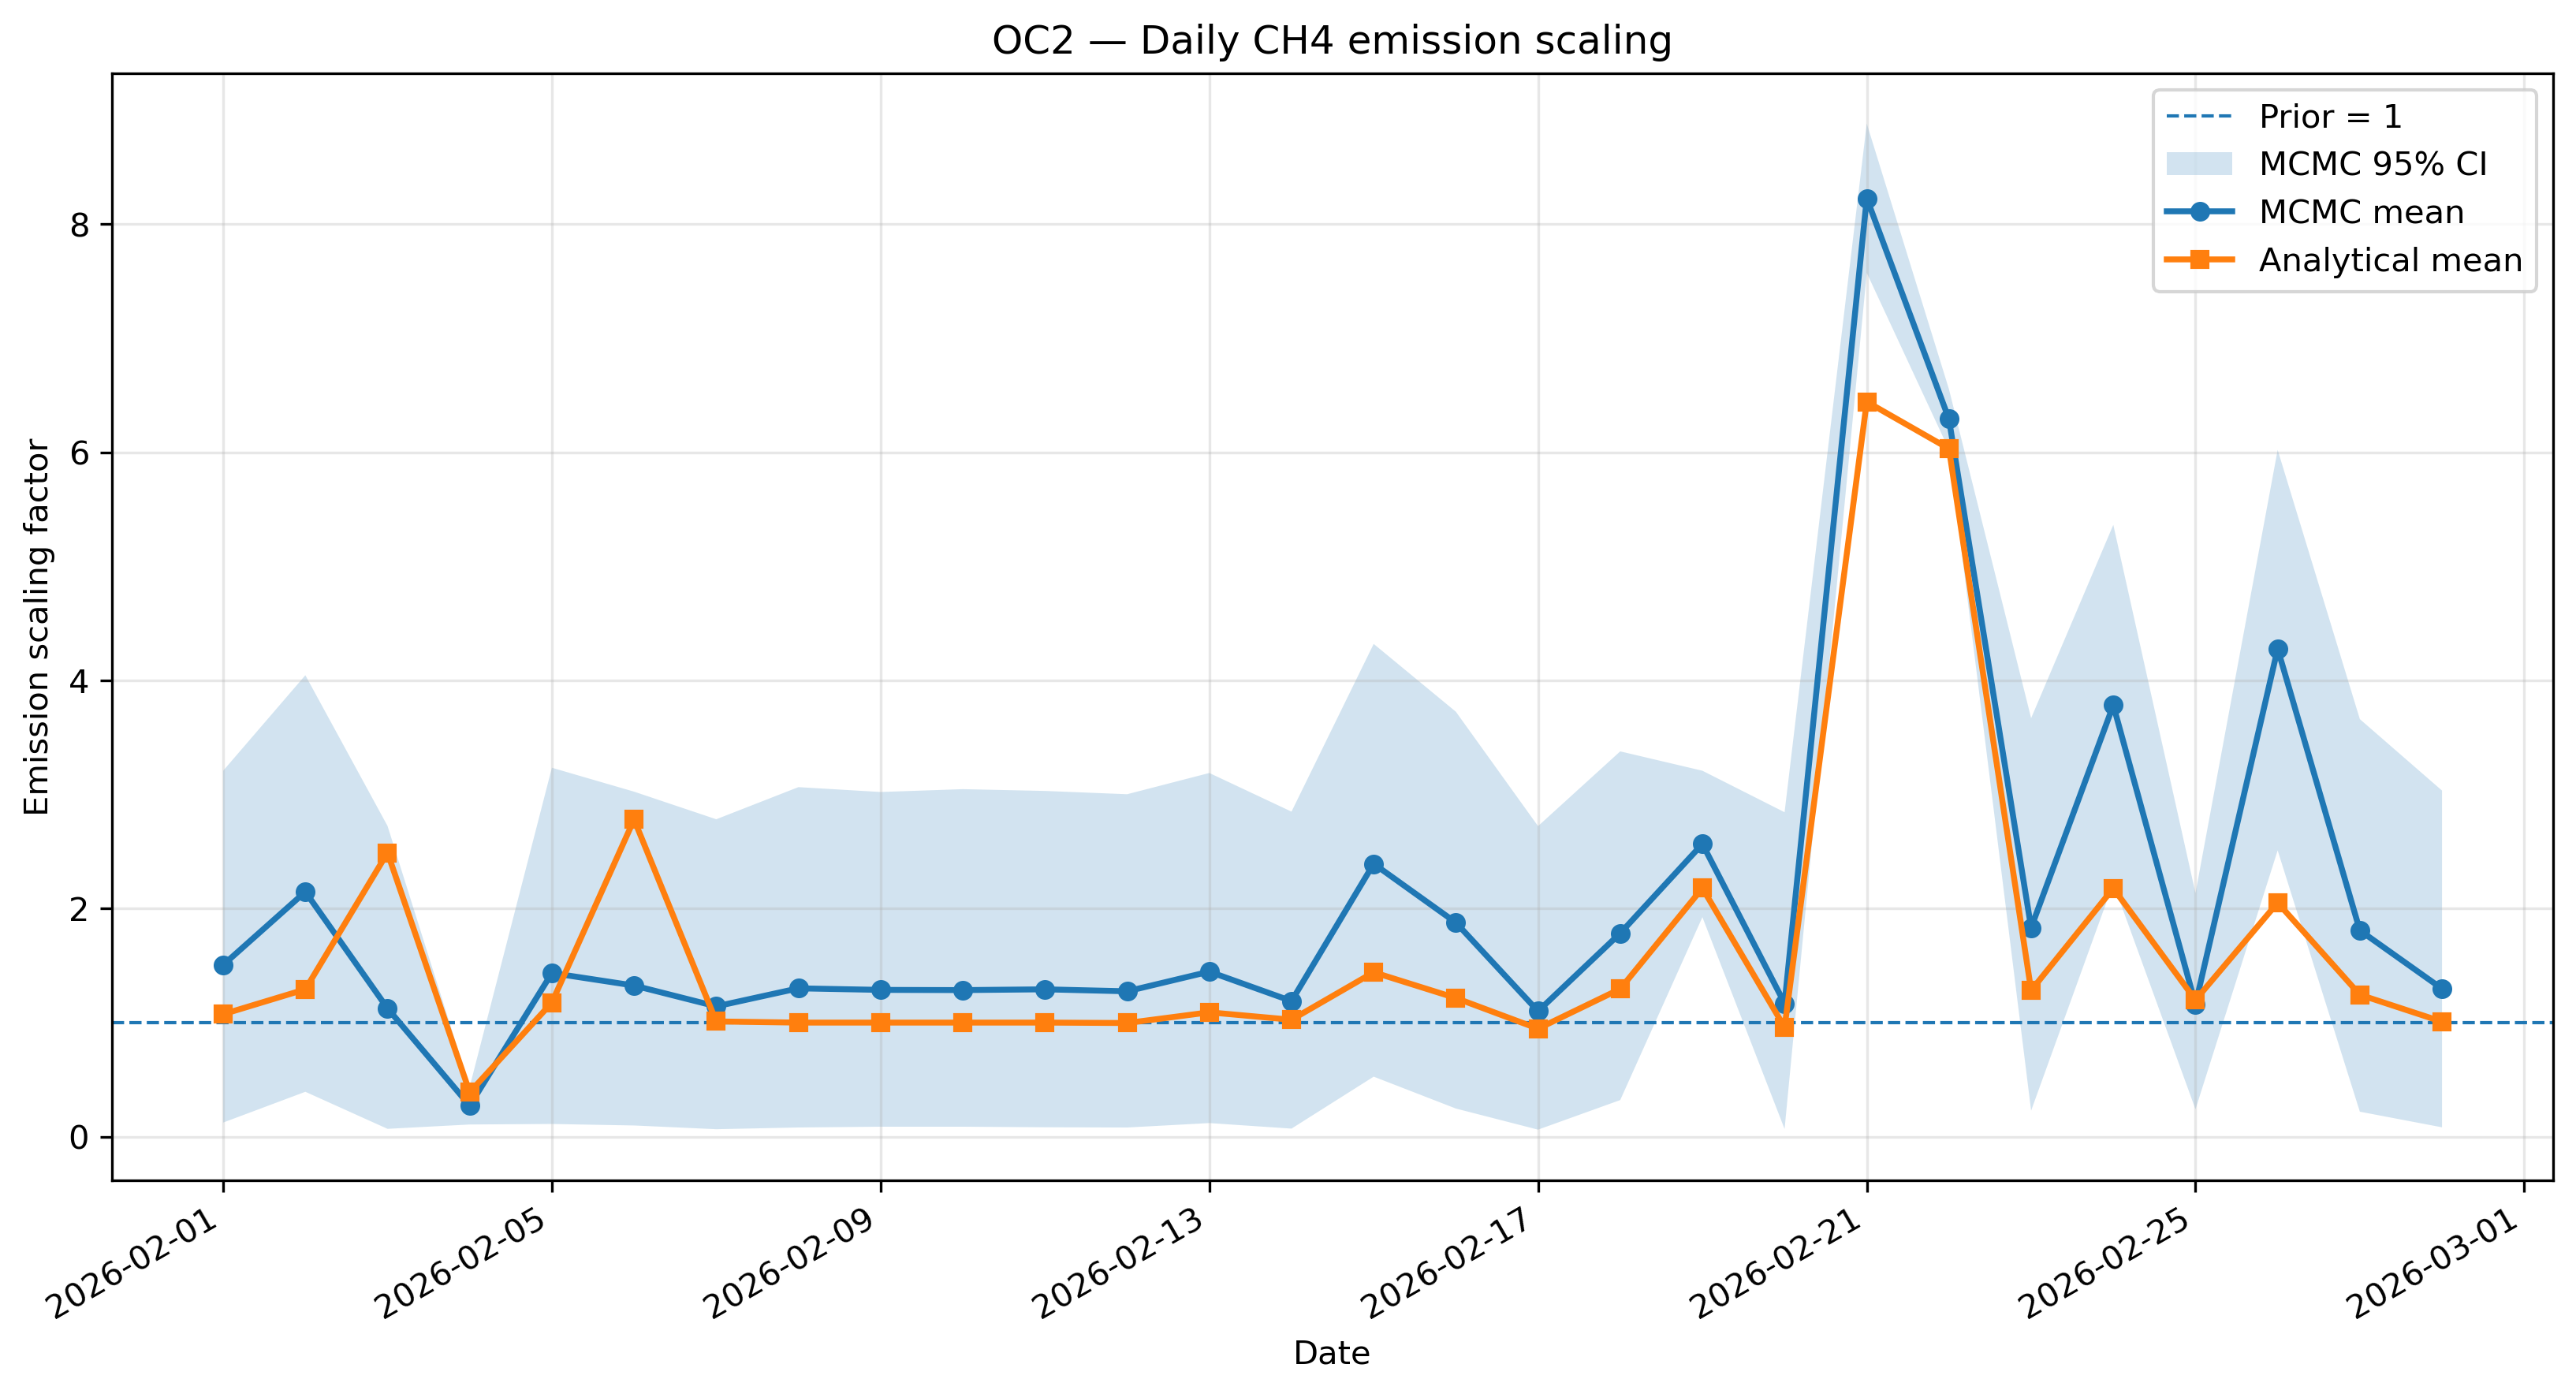 OC2 — Daily CH4 emission scaling
Prior = 1
MCMC 95% CI
MCMC mean
Analytical mean
Emission scaling factor
8
6
4
2
0
2026-02-01
2026-02-05
2026-02-09
2026-02-13
2026-02-17
2026-02-21
2026-02-25
2026-03-01
Date